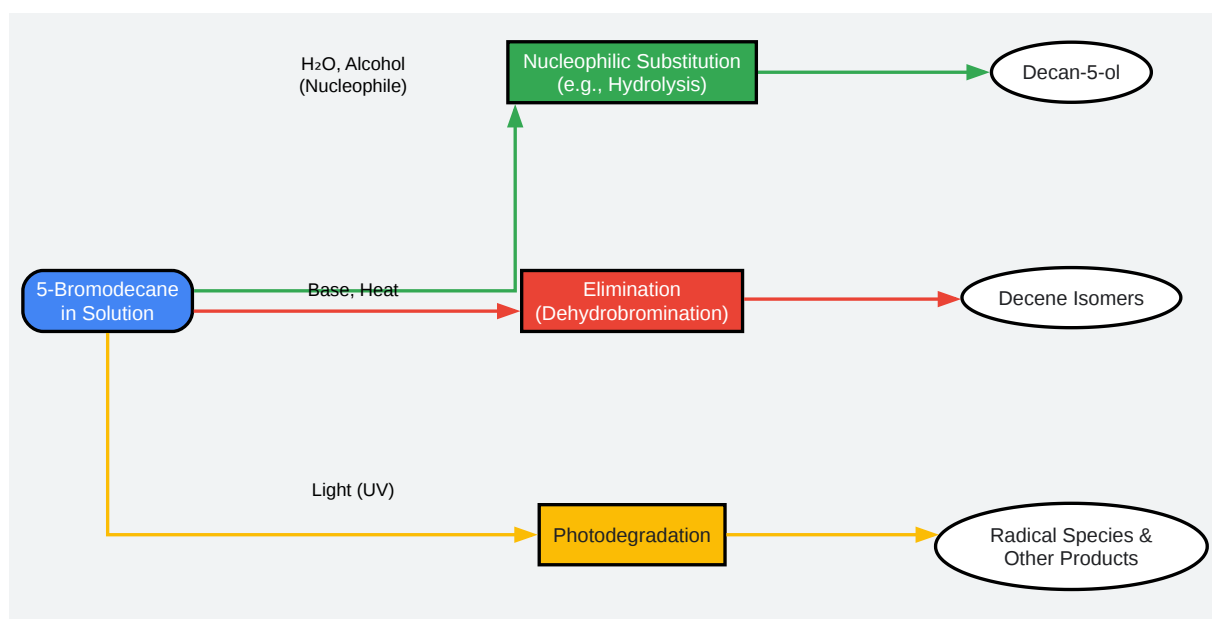 H₂O, Alcohol
(Nucleophile)
Nucleophilic Substitution
(e.g., Hydrolysis)
Decan-5-ol
5-Bromodecane
in Solution
Base, Heat
Elimination
(Dehydrobromination)
Decene Isomers
Light (UV)
Photodegradation
Radical Species &
Other Products